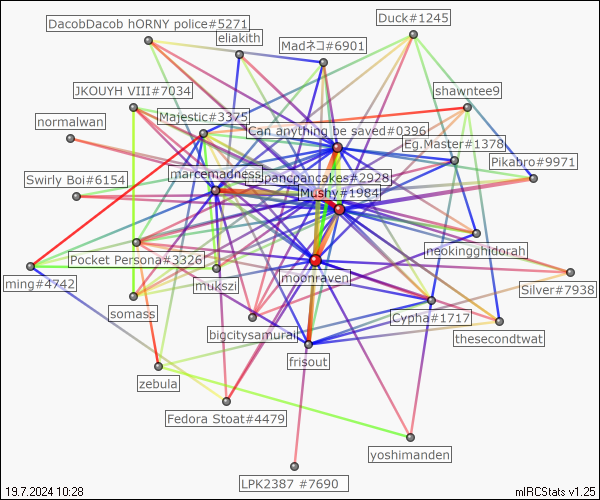 DacobDacob hORNY police#5271
Duck#1245
eliakith
Madネコ#6901
JKOUYH VIII#7034
shawntee9
Majestic#3375
normalwan
Can anything be saved#0396
Eg.Master#1378
Pikabro#9971
marcemadness
panpancakes#2928
Swirly Boi#6154
Mushy#1984
neokingghidorah
Pocket Persona#3326
ming#4742
mukszi
moonraven
Silver#7938
somass
Cypha#1717
bigcitysamurai
thesecondtwat
frisout
zebula
Fedora Stoat#4479
yoshimanden
LPK2387 #7690
19.7.2024 10:28
mIRCStats v1.25